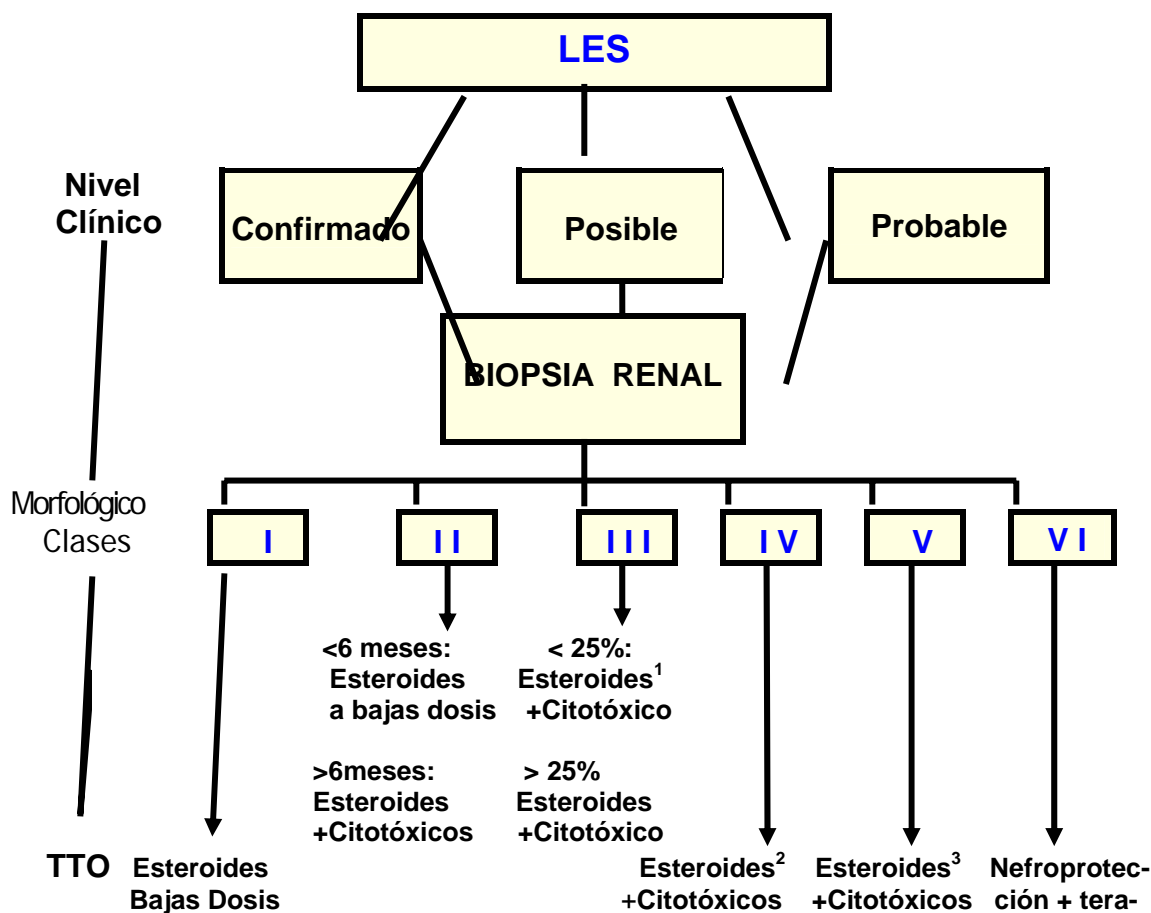 LES
Nivel
Clínico
Confirmado
Posible
Probable
BIOPSIA RENAL
Morfológico
Clases
I
I I
I I I
I V
V
V I
<6 meses:
Esteroides
a bajas dosis
>6meses:
Esteroides
+Citotóxicos
< 25%:
Esteroides¹
+Citotóxico
> 25%
Esteroides
+Citotóxico
TTO
Esteroides
Bajas Dosis
Esteroides²
+Citotóxicos
Esteroides³
+Citotóxicos
Nefroprotec-
ción + tera-